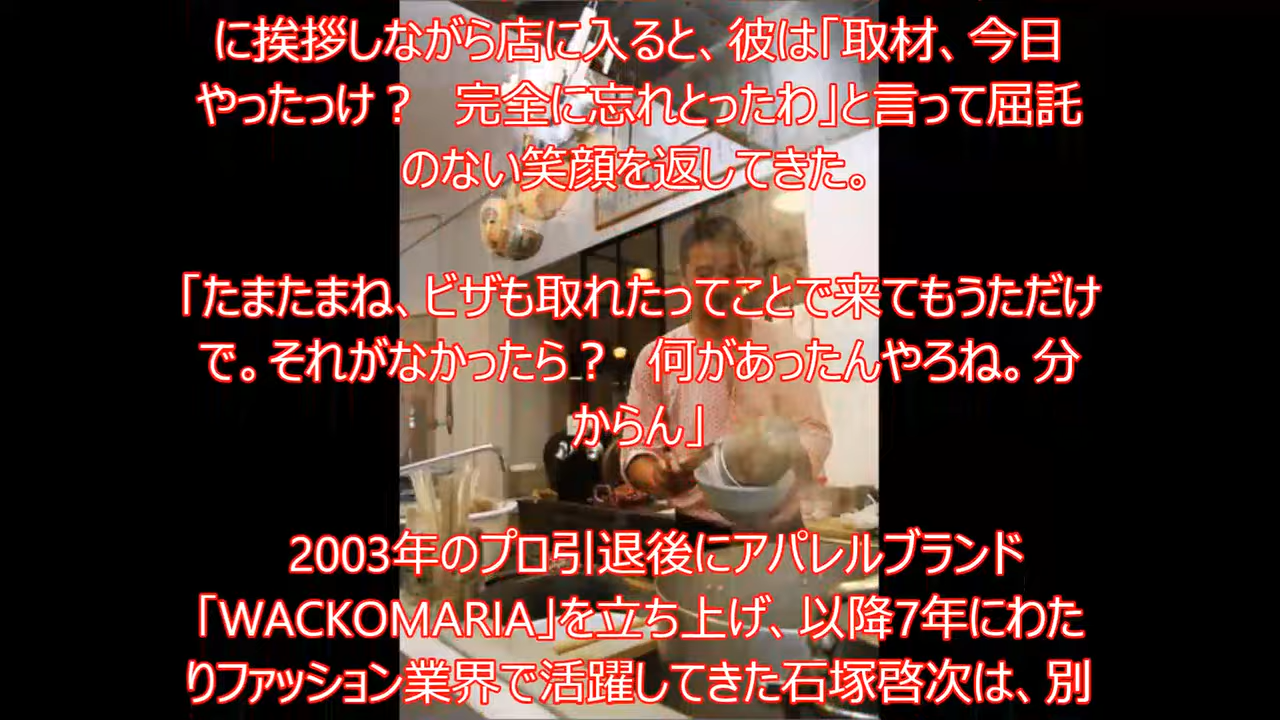 に挨拶しながら店に入ると、彼は「取材、今日
やったっけ？　完全に忘れとったわ」と言って屈託
のない笑顔を返してきた。
「たまたまね、ビザも取れたってことで来てもうただけ
で。それがなかったら？　何があったんやろね。分
からん」
2003年のプロ引退後にアパレルブランド
「WACKOMARIA」を立ち上げ、以降7年にわた
りファッション業界で活躍してきた石塚啓次は、別